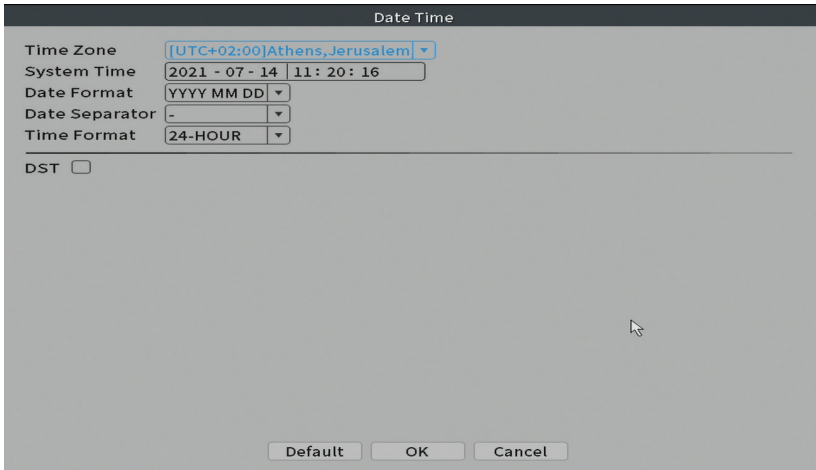 Date Time
Time Zone [UTC+02:00]Athens,Jerusalem
System Time 2021 - 07 - 14 11: 20: 16
Date Format YYYY MM DD
Date Separator -
Time Format 24-HOUR
DST
Default OK Cancel